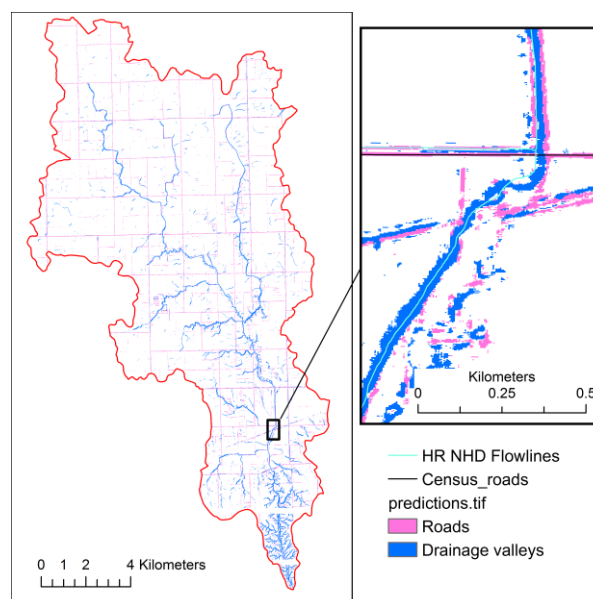 0 1 2 4 Kilometers
Kilometers
0 0.25 0.5
HR NHD Flowlines
Census_roads
predictions.tif
Roads
Drainage valleys